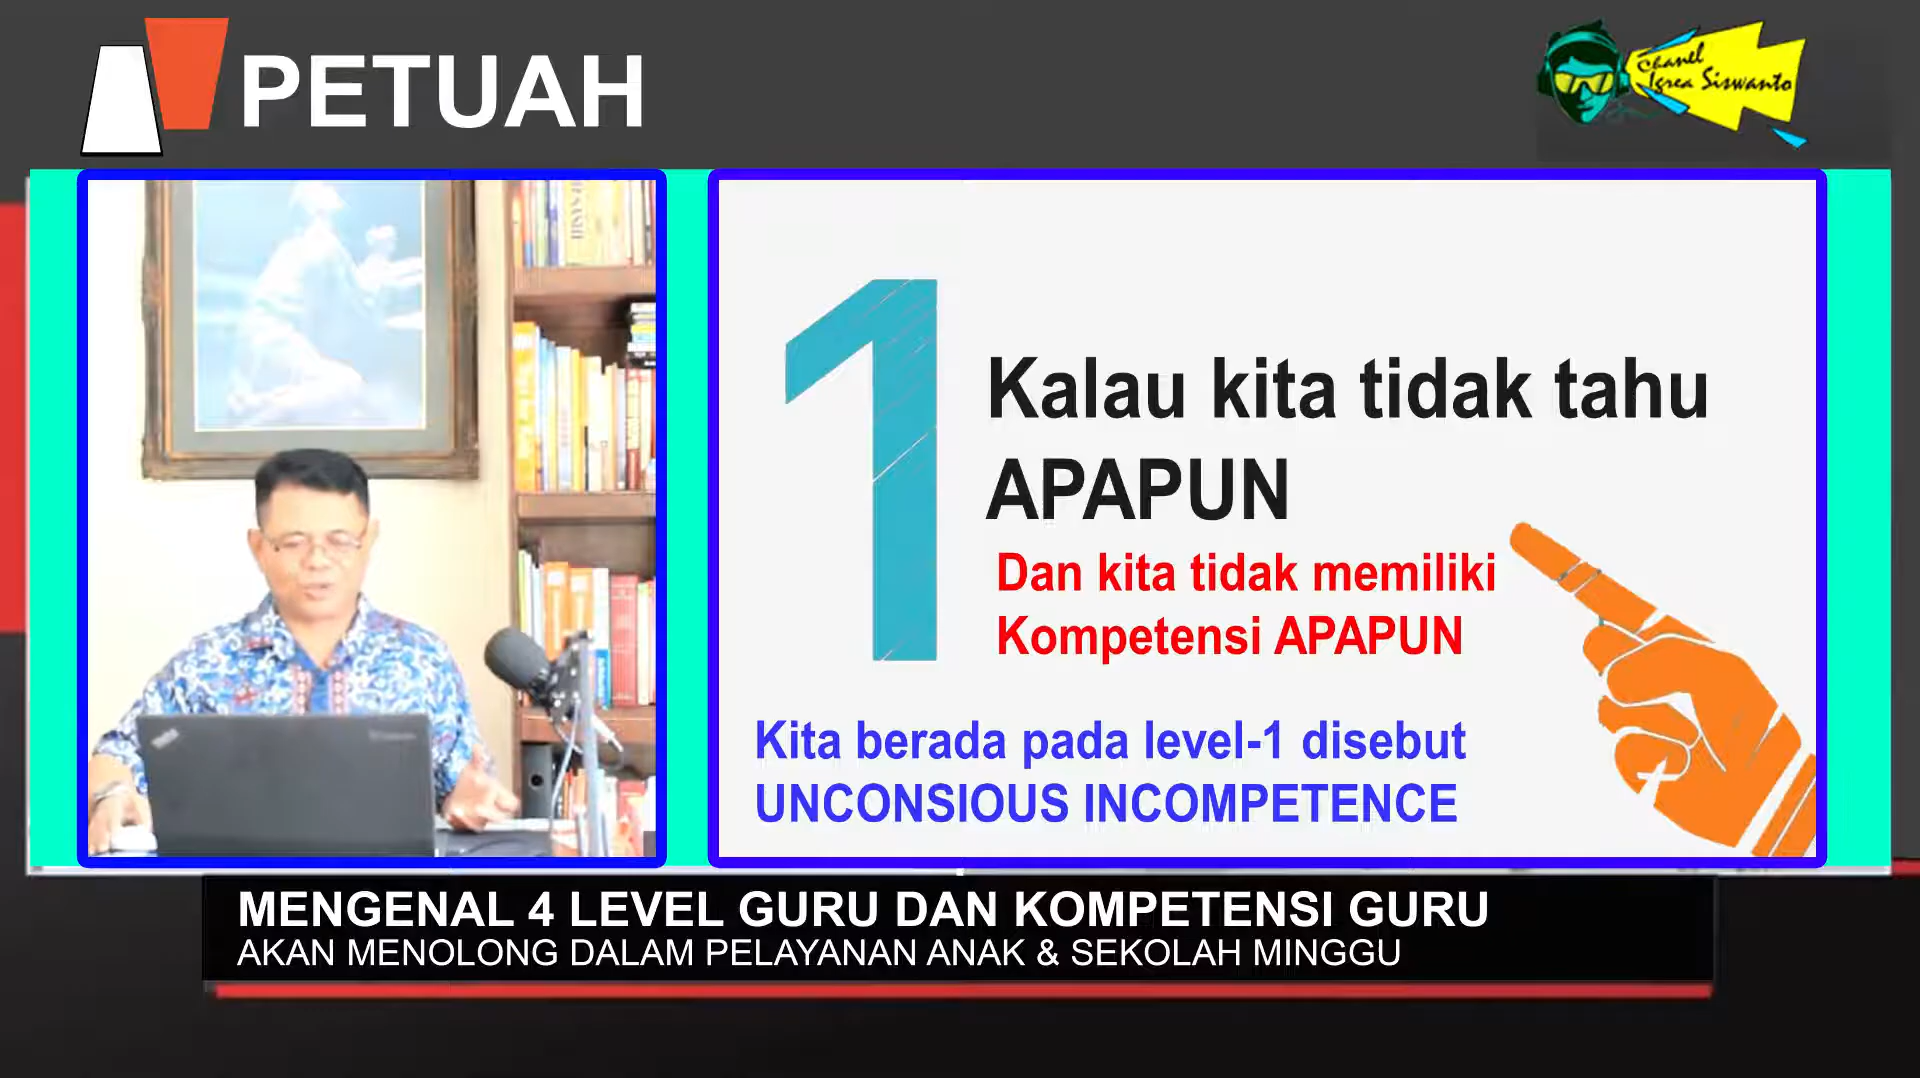 PETUAH
Chanel
Igrea Siswanto
Kalau kita tidak tahu
APAPUN
Dan kita tidak memiliki
Kompetensi APAPUN
Kita berada pada level-1 disebut
UNCONSIOUS INCOMPETENCE
MENGENAL 4 LEVEL GURU DAN KOMPETENSI GURU
AKAN MENOLONG DALAM PELAYANAN ANAK & SEKOLAH MINGGU
1